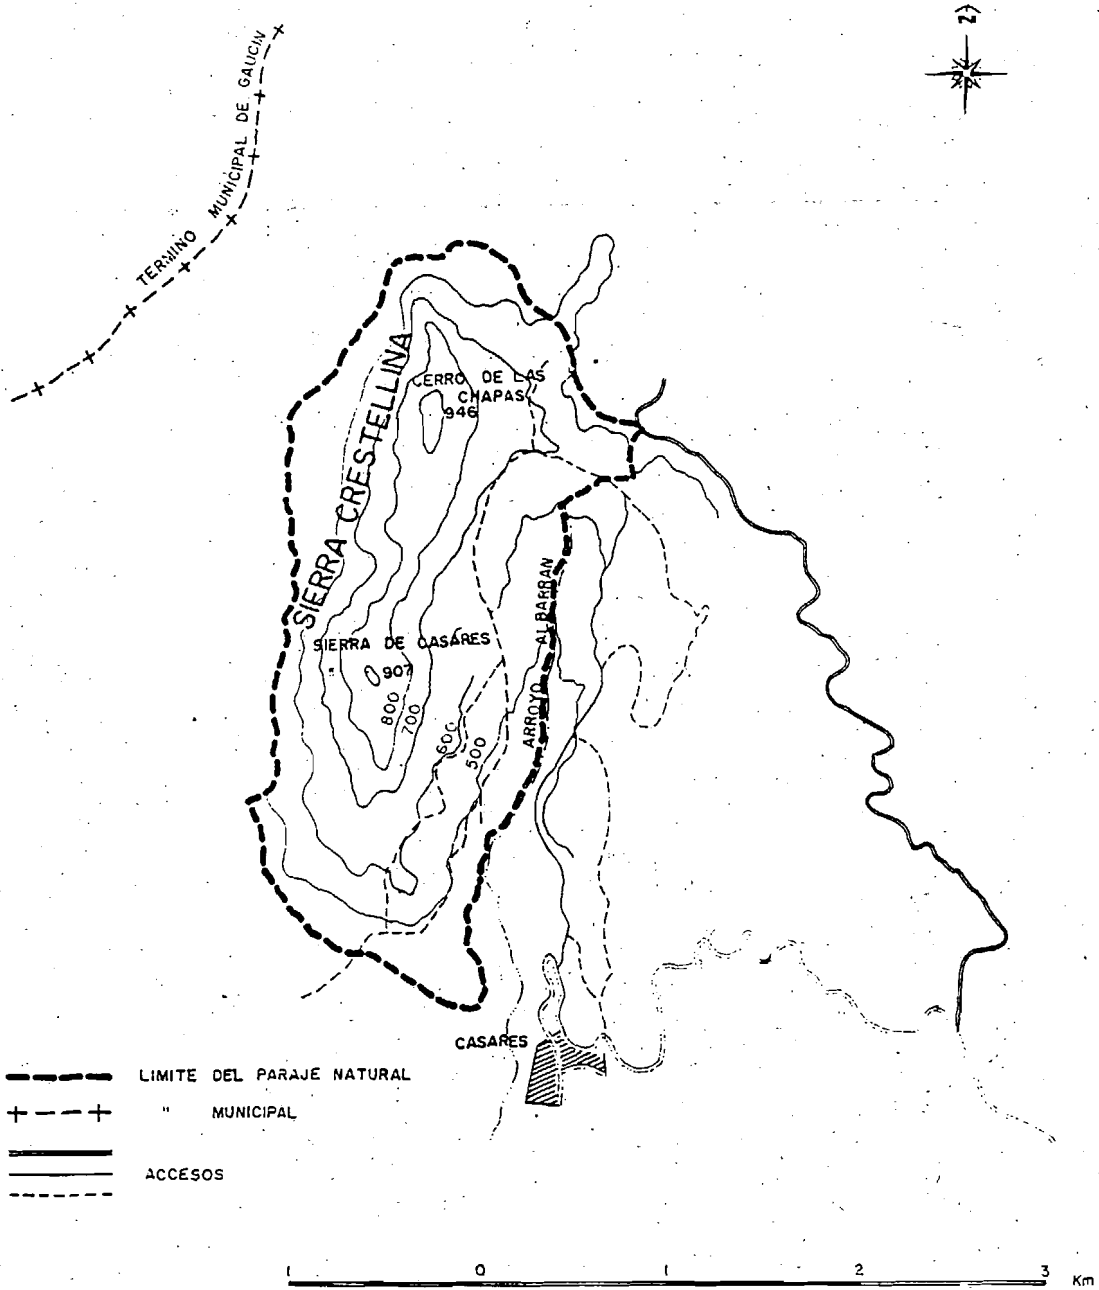 N
TERMINO MUNICIPAL DE GAUCIN
SIERRA CRESTELLINA
CERRO DE LAS
CHAPAS
946
SIERRA DE CASARES
907
800
700
600
500
ARROYO ALBARRAN
CASARES
LIMITE DEL PARAJE NATURAL
" MUNICIPAL
ACCESOS
1 0 1 2 3 Km